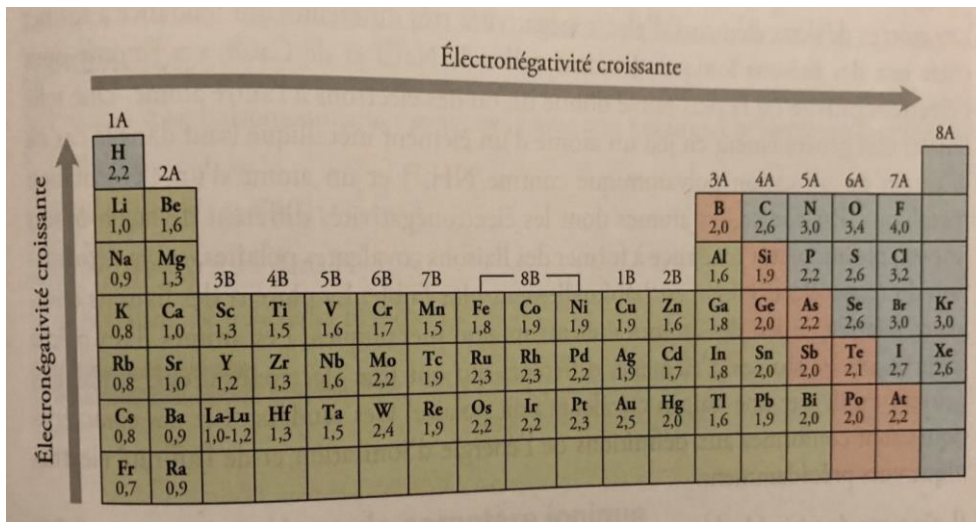 Électronégativité croissante
Électronégativité croissante
1A 8A
H 2A 3A 4A 5A 6A 7A
2,2
Li Be B C N O F
1,0 1,6 2,0 2,6 3,0 3,4 4,0
Na Mg 3B 4B 5B 6B 7B 8B 1B 2B Al Si P S Cl
0,9 1,3 1,6 1,9 2,2 2,6 3,2
K Ca Sc Ti V Cr Mn Fe Co Ni Cu Zn Ga Ge As Se Br Kr
0,8 1,0 1,3 1,5 1,6 1,7 1,5 1,8 1,9 1,9 1,9 1,6 1,8 2,0 2,2 2,6 3,0 3,0
Rb Sr Y Zr Nb Mo Tc Ru Rh Pd Ag Cd In Sn Sb Te I Xe
0,8 1,0 1,2 1,3 1,6 2,2 1,9 2,3 2,3 2,2 1,9 1,7 1,8 2,0 2,0 2,1 2,7 2,6
Cs Ba La-Lu Hf Ta W Re Os Ir Pt Au Hg Tl Pb Bi Po At
0,8 0,9 1,0-1,2 1,3 1,5 2,4 1,9 2,2 2,2 2,3 2,5 2,0 1,6 1,9 2,0 2,0 2,2
Fr Ra
0,7 0,9